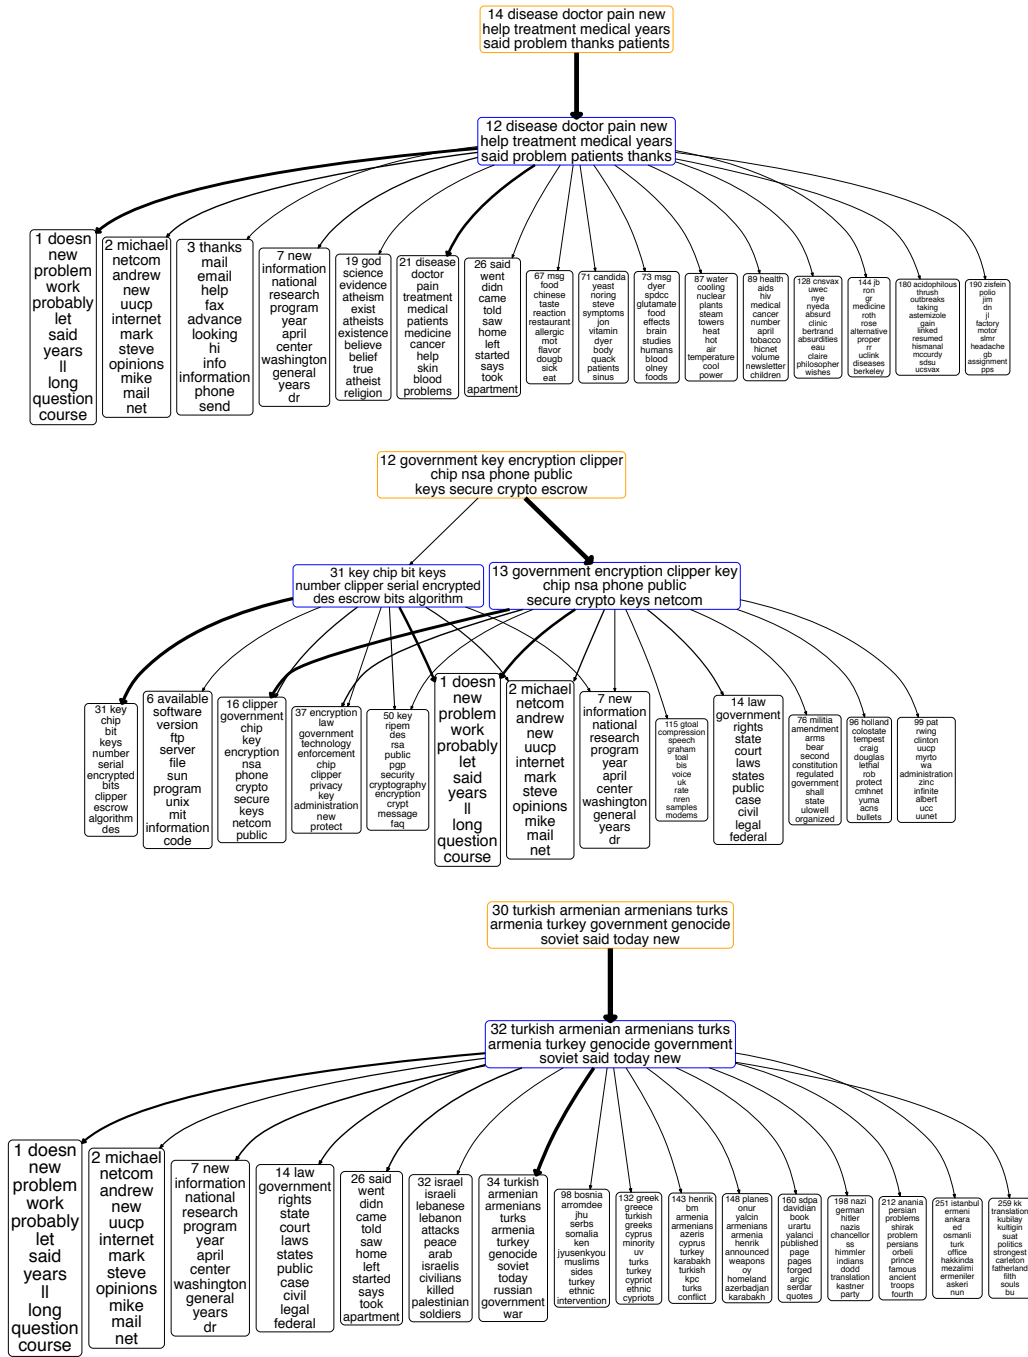 14 disease doctor pain new
help treatment medical years
said problem thanks patients
12 disease doctor pain new
help treatment medical years
said problem patients thanks
1 doesn
new
problem
work
probably
let
said
years
ll
long
question
course
2 michael
netcom
andrew
new
uucp
internet
mark
steve
opinions
mike
mail
net
3 thanks
mail
email
help
fax
advance
looking
hi
info
information
phone
send
7 new
information
national
research
program
year
april
center
washington
general
years
dr
19 god
science
evidence
atheism
exist
atheists
existence
believe
belief
true
atheist
religion
21 disease
doctor
pain
treatment
medical
patients
medicine
cancer
help
skin
blood
problems
26 said
went
didn
came
told
saw
home
left
started
says
took
apartment
67 msg
food
chinese
taste
reaction
restaurant
allergic
mot
flavor
dougb
sick
eat
71 candida
yeast
noring
steve
symptoms
jon
vitamin
dyer
body
quack
patients
sinus
73 msg
dyer
spdcc
glutamate
food
effects
brain
studies
humans
blood
olney
foods
87 water
cooling
nuclear
plants
steam
towers
heat
hot
air
temperature
cool
power
89 health
aids
hiv
medical
cancer
number
april
tobacco
hicnet
volume
newsletter
children
128 cnsvax
uwec
nye
nyeda
absurd
clinic
bertrand
absurdities
eau
claire
philosopher
wishes
144 jb
ron
gr
medicine
roth
rose
alternative
proper
rr
uclink
diseases
berkeley
180 acidophilous
thrush
outbreaks
taking
astemizole
gain
linked
resumed
hismanal
mccurdy
sdsu
ucsvax
190 zisfein
polio
jim
dn
jl
factory
motor
slmr
headache
gb
assignment
pps
12 government key encryption clipper
chip nsa phone public
keys secure crypto escrow
31 key chip bit keys
number clipper serial encrypted
des escrow bits algorithm
13 government encryption clipper key
chip nsa phone public
secure crypto keys netcom
31 key
chip
bit
keys
number
serial
encrypted
bits
clipper
escrow
algorithm
des
6 available
software
version
ftp
server
file
sun
program
unix
mit
information
code
16 clipper
government
chip
key
encryption
nsa
phone
crypto
secure
keys
netcom
public
37 encryption
law
government
technology
enforcement
chip
clipper
privacy
key
administration
new
protect
50 key
ripem
des
rsa
public
pgp
security
cryptography
encryption
crypt
message
faq
1 doesn
new
problem
work
probably
let
said
years
ll
long
question
course
2 michael
netcom
andrew
new
uucp
internet
mark
steve
opinions
mike
mail
net
7 new
information
national
research
program
year
april
center
washington
general
years
dr
115 gtoal
compression
speech
graham
toal
bis
voice
uk
rate
nren
samples
modems
14 law
government
rights
state
court
laws
states
public
case
civil
legal
federal
76 militia
amendment
arms
bear
second
constitution
regulated
government
shall
state
ulowell
organized
96 holland
colostate
tempest
craig
douglas
lethal
rob
protect
cmhnet
yuma
acns
bullets
99 pat
rwing
clinton
uucp
myrto
wa
administration
zinc
infinite
albert
ucc
uunet
30 turkish armenian armenians turks
armenia turkey government genocide
soviet said today new
32 turkish armenian armenians turks
armenia turkey genocide government
soviet said today new
1 doesn
new
problem
work
probably
let
said
years
ll
long
question
course
2 michael
netcom
andrew
new
uucp
internet
mark
steve
opinions
mike
mail
net
7 new
information
national
research
program
year
april
center
washington
general
years
dr
14 law
government
rights
state
court
laws
states
public
case
civil
legal
federal
26 said
went
didn
came
told
saw
home
left
started
says
took
apartment
32 israel
israeli
lebanese
lebanon
attacks
peace
arab
israelis
civilians
killed
palestinian
soldiers
34 turkish
armenian
armenians
turks
armenia
turkey
genocide
soviet
today
russian
government
war
98 bosnia
arromdee
jhu
serbs
somalia
ken
jyusenkyou
muslims
sides
turkey
ethnic
intervention
132 greek
greece
turkish
greeks
cyprus
minority
uv
turks
turkey
cypriot
ethnic
cypriots
143 henrik
bm
armenia
armenians
azeris
cyprus
turkey
karabakh
turkish
kpc
turks
conflict
148 planes
onur
yalcin
armenians
armenia
henrik
announced
weapons
oy
homeland
azerbadjan
karabakh
160 sdpa
davidian
book
urartu
yalanci
published
page
pages
forged
argic
serdar
quotes
198 nazi
german
hitler
nazis
chancellor
ss
himmler
indians
dodd
translation
kastner
party
212 anania
persian
problems
shirak
problem
persians
orbeli
prince
famous
ancient
troops
fourth
251 istanbul
ermeni
ankara
ed
osmanli
turk
office
hakkinda
mezalimi
ermeniler
askeri
nun
259 kk
translation
kubilay
kultigin
suat
politics
strongest
carleton
fatherland
filth
souls
bu